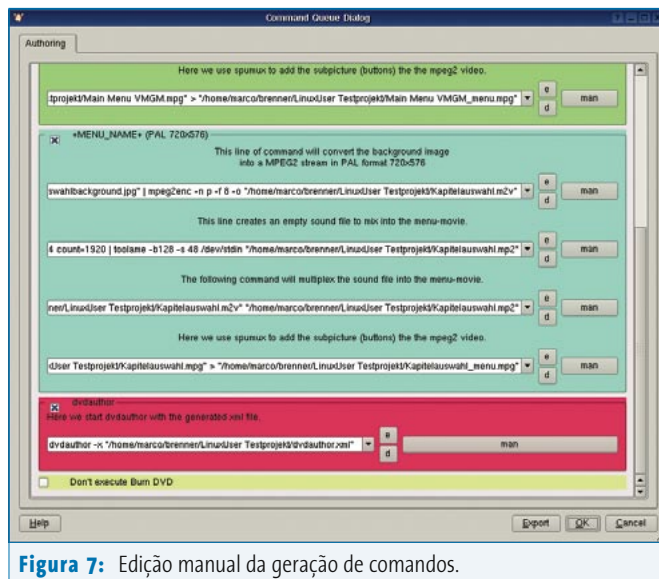 Command Queue Dialog
Authoring
Here we use spumux to add the subpicture (buttons) the the mpeg2 video.
:tprojekt/Main Menu VMGM.mpg" > "/home/marco/brenner/LinuxUser Testprojekt/Main Menu VMGM_menu.mpg"
e
d
man
+MENU_NAME+ (PAL 720x576)
This line of command will convert the background image
into a MPEG2 stream in PAL format 720x576
swahlbackground.jpg" | mpeg2enc -n p -f 8 -o "/home/marco/brenner/LinuxUser Testprojekt/Kapitelauswahl.m2v"
e
d
man
This line creates an empty sound file to mix into the menu-movie.
4 count=1920 | toolame -b128 -s 48 /dev/stdin "/home/marco/brenner/LinuxUser Testprojekt/Kapitelauswahl.mp2"
e
d
man
The following command will multiplex the sound file into the menu-movie.
ner/LinuxUser Testprojekt/Kapitelauswahl.m2v" "/home/marco/brenner/LinuxUser Testprojekt/Kapitelauswahl.mp2"
e
d
man
Here we use spumux to add the subpicture (buttons) the the mpeg2 video.
xUser Testprojekt/Kapitelauswahl.mpg" > "/home/marco/brenner/LinuxUser Testprojekt/Kapitelauswahl_menu.mpg"
e
d
man
dvdauthor
Here we start dvdauthor with the generated xml file.
dvdauthor -x "/home/marco/brenner/LinuxUser Testprojekt/dvdauthor.xml"
e
d
man
Don't execute Burn DVD
Help
Export
OK
Cancel
Figura 7: Edição manual da geração de comandos.